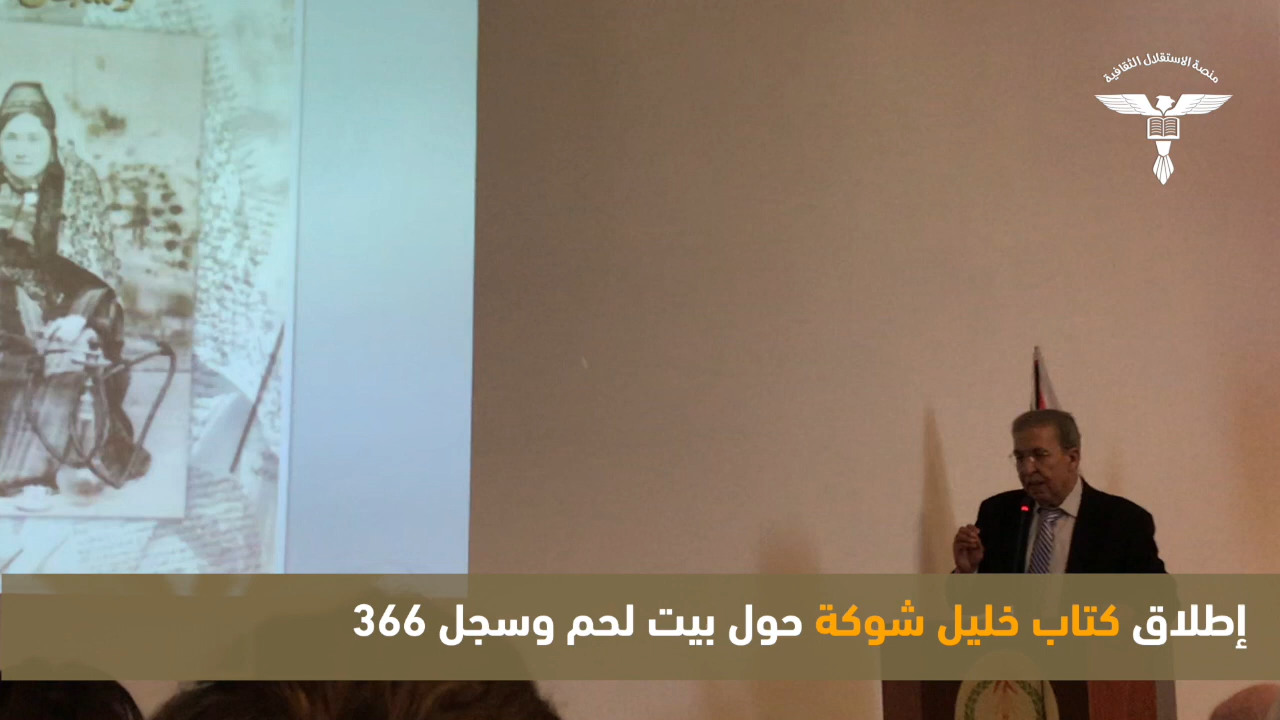 منصة الاستقلال الثقافية
إطلاق كتاب خليل شوكة حول بيت لحم وسجل 366